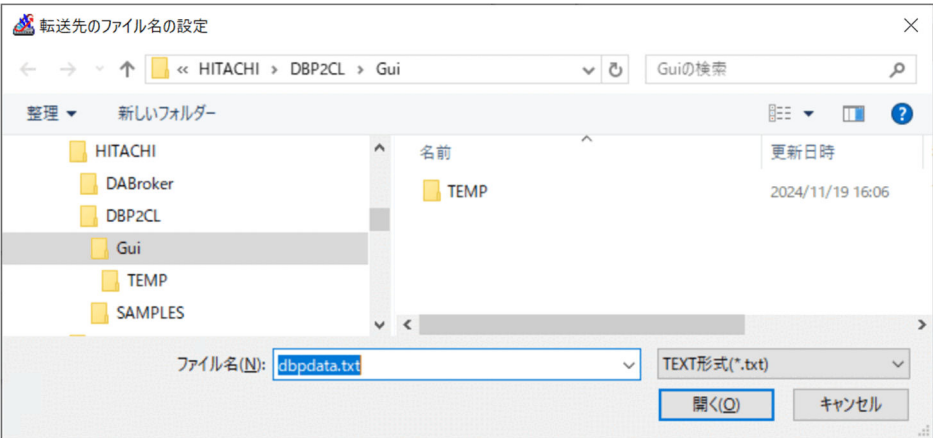 転送先のファイル名の設定
« HITACHI > DBP2CL > Gui
Guiの検索
整理 新しいフォルダー
HITACHI
DABroker
DBP2CL
Gui
TEMP
SAMPLES
名前 更新日時
TEMP 2024/11/19 16:06
ファイル名(N): dbpdata.txt TEXT形式(*.txt)
開く(O) キャンセル